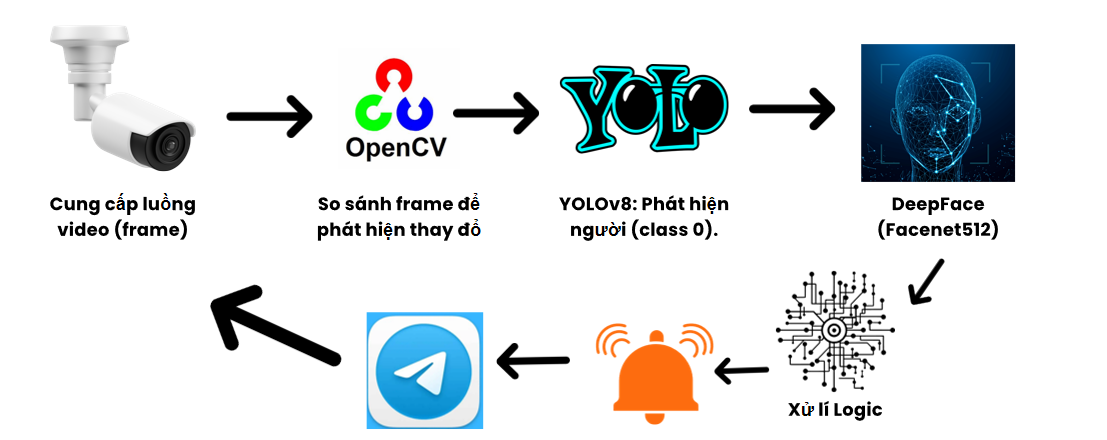 OpenCV
YOLO
Cung cấp luồng
video (frame)
So sánh frame để
phát hiện thay đổ
YOLOv8: Phát hiện
người (class 0).
DeepFace
(Facenet512)
Xử lí Logic